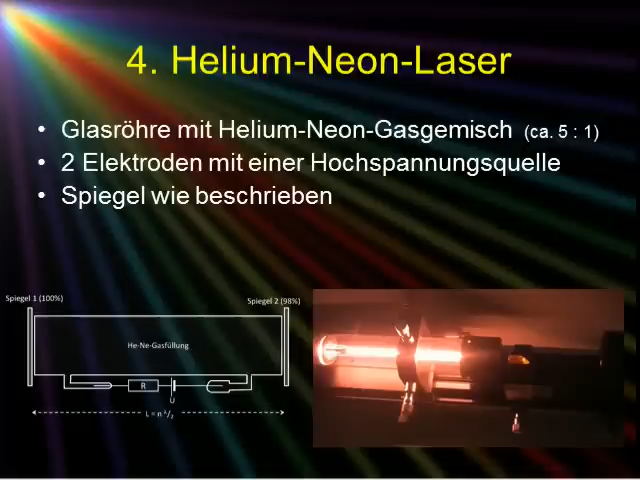 4. Helium-Neon-Laser
• Glasröhre mit Helium-Neon-Gasgemisch (ca. 5 : 1)
• 2 Elektroden mit einer Hochspannungsquelle
• Spiegel wie beschrieben
Spiegel 1 (100%)
Spiegel 2 (98%)
He-Ne-Gasfüllung
R
U
L = n λ/2